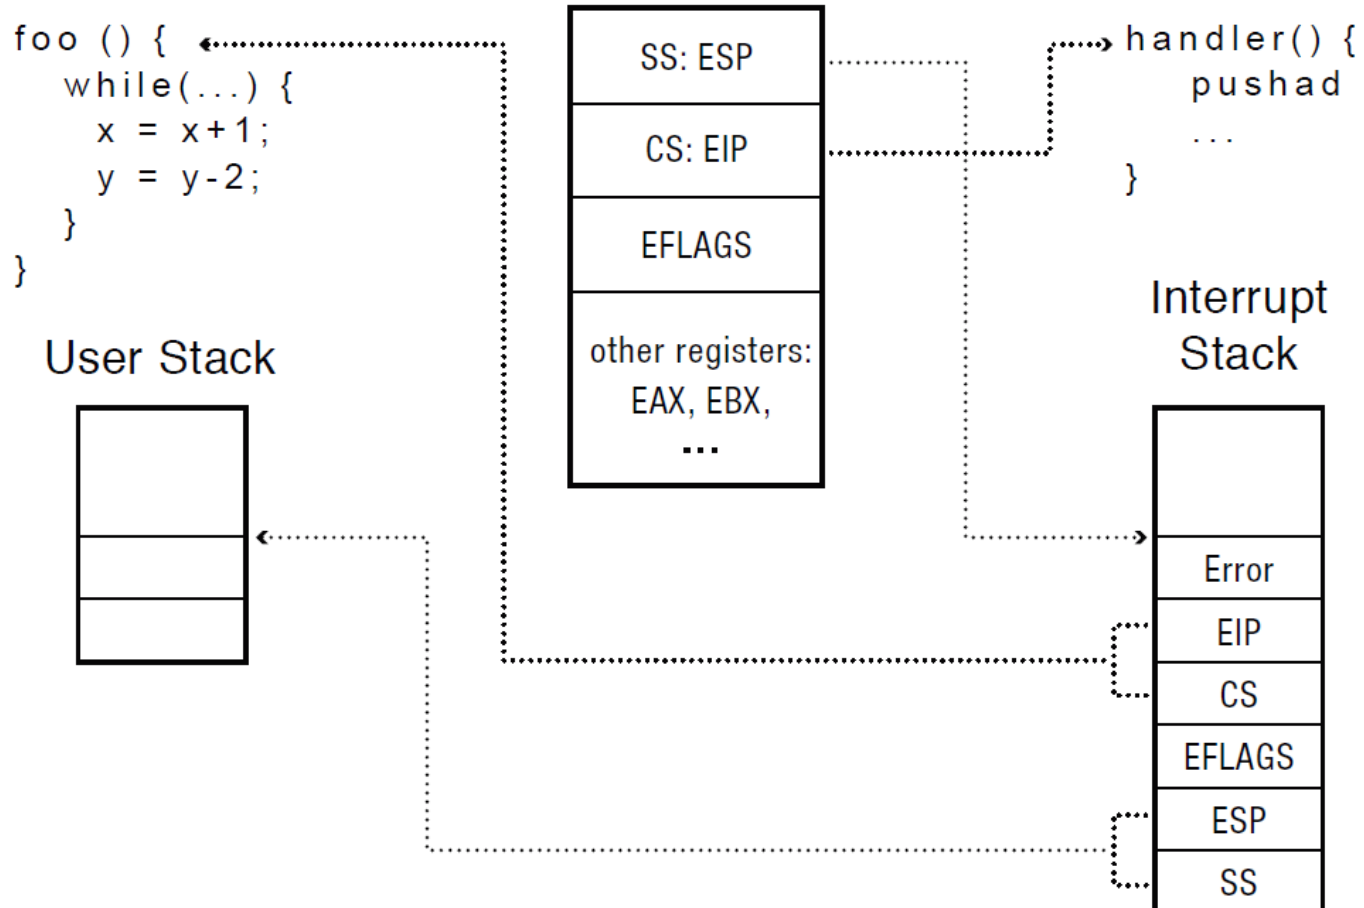 foo () {
while(...) {
x = x+1;
y = y-2;
}
}
User Stack
SS: ESP
CS: EIP
EFLAGS
other registers:
EAX, EBX,
...
handler() {
pushad
...
}
Interrupt
Stack
Error
EIP
CS
EFLAGS
ESP
SS